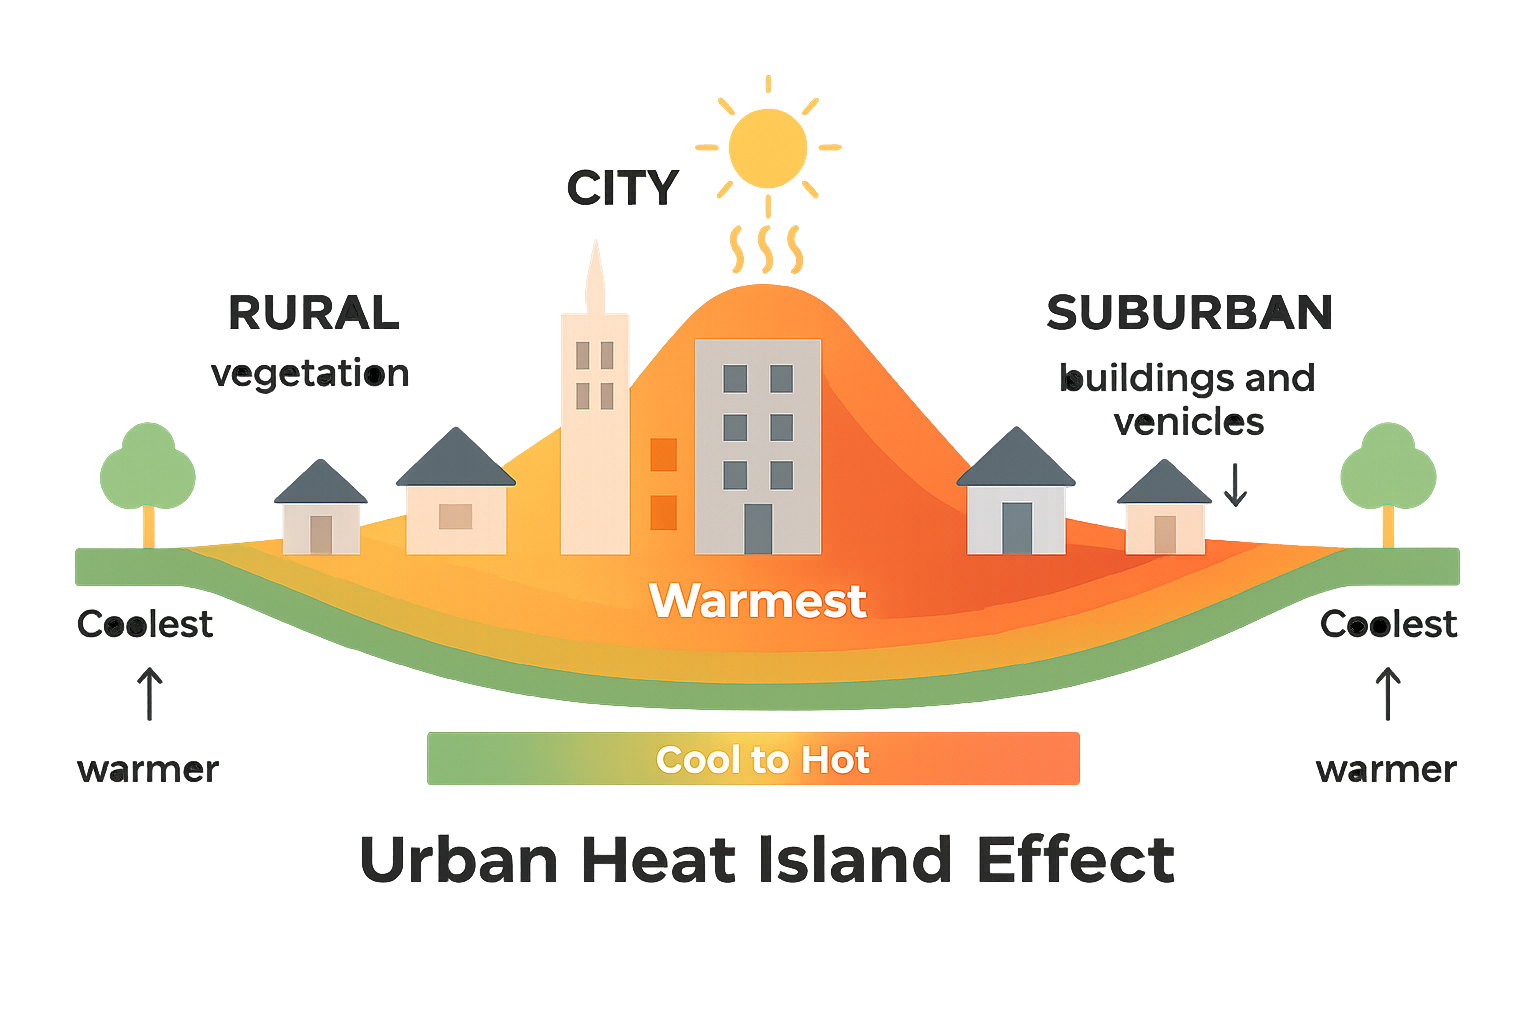 CITY
RURAL
vegetation
SUBURBAN
buildings and
venicles
Warmest
Coolest
Coolest
warmer
warmer
Cool to Hot
Urban Heat Island Effect